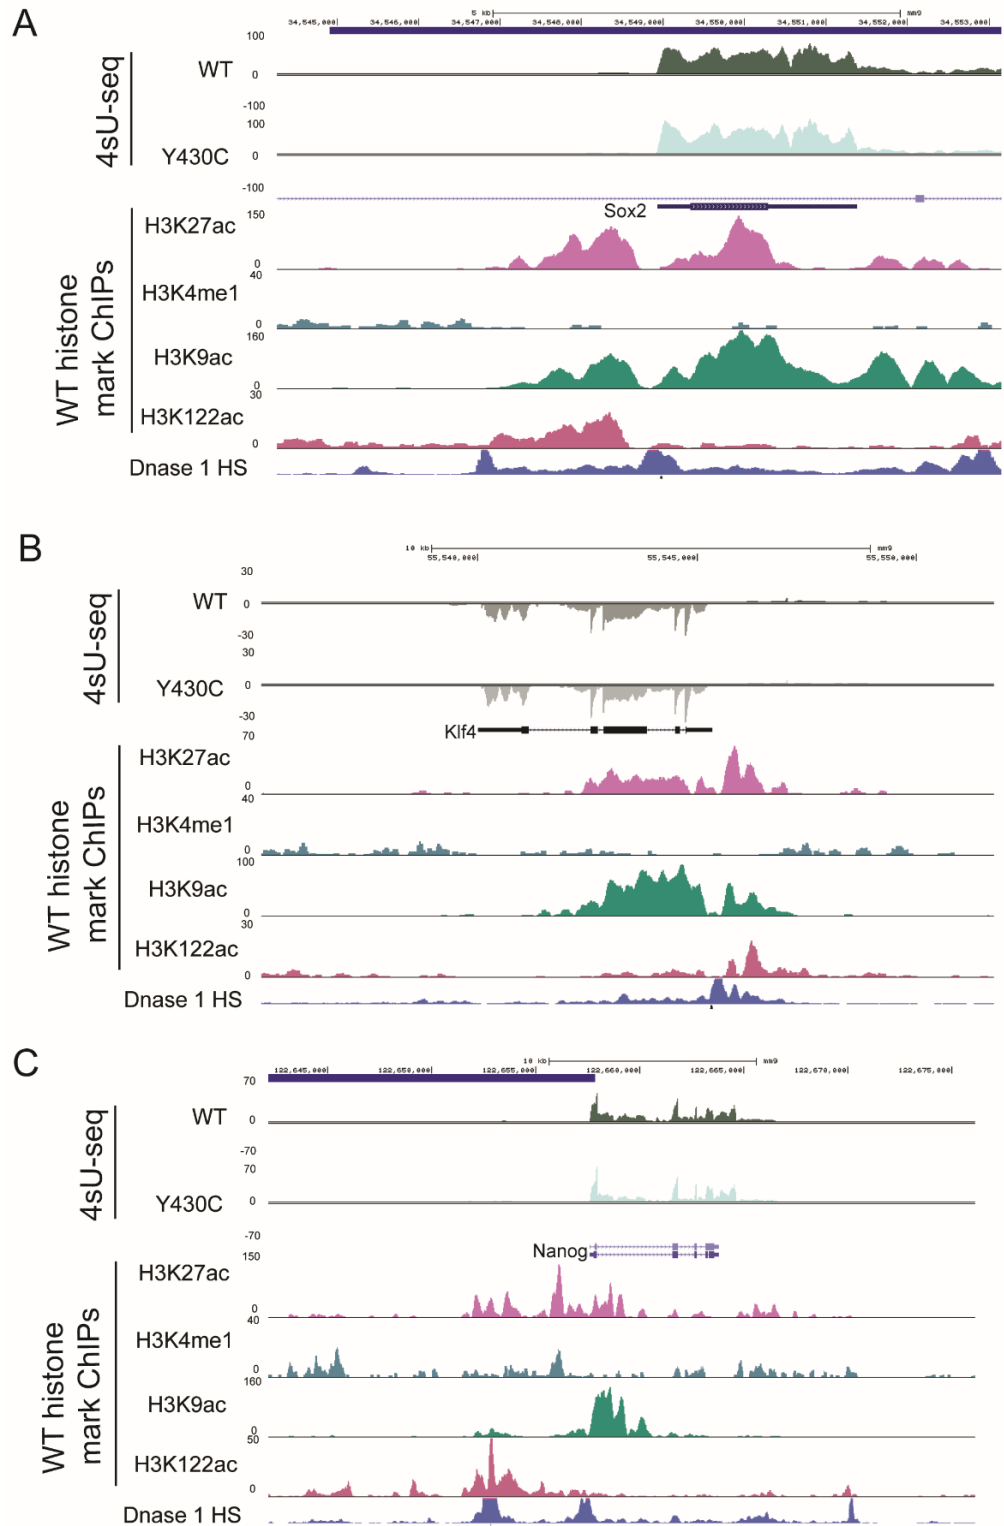 A
5 kb mm9
34,545,000 34,546,000 34,547,000 34,548,000 34,549,000 34,550,000 34,551,000 34,552,000 34,553,000
4sU-seq
100
WT
0
-100
100
Y430C
0
-100
Sox2
WT histone
mark ChIPs
150
H3K27ac
0
40
H3K4me1
0
160
H3K9ac
0
30
H3K122ac
0
Dnase 1 HS
B
10 kb mm9
55,540,000 55,545,000 55,550,000
4sU-seq
30
WT
0
-30
30
Y430C
0
-30
Klf4
WT histone
mark ChIPs
70
H3K27ac
0
40
H3K4me1
0
100
H3K9ac
0
30
H3K122ac
0
Dnase 1 HS
C
10 kb mm9
122,645,000 122,650,000 122,655,000 122,660,000 122,665,000 122,670,000 122,675,000
4sU-seq
70
WT
0
-70
70
Y430C
0
-70
Nanog
WT histone
mark ChIPs
150
H3K27ac
0
40
H3K4me1
0
160
H3K9ac
0
50
H3K122ac
0
Dnase 1 HS